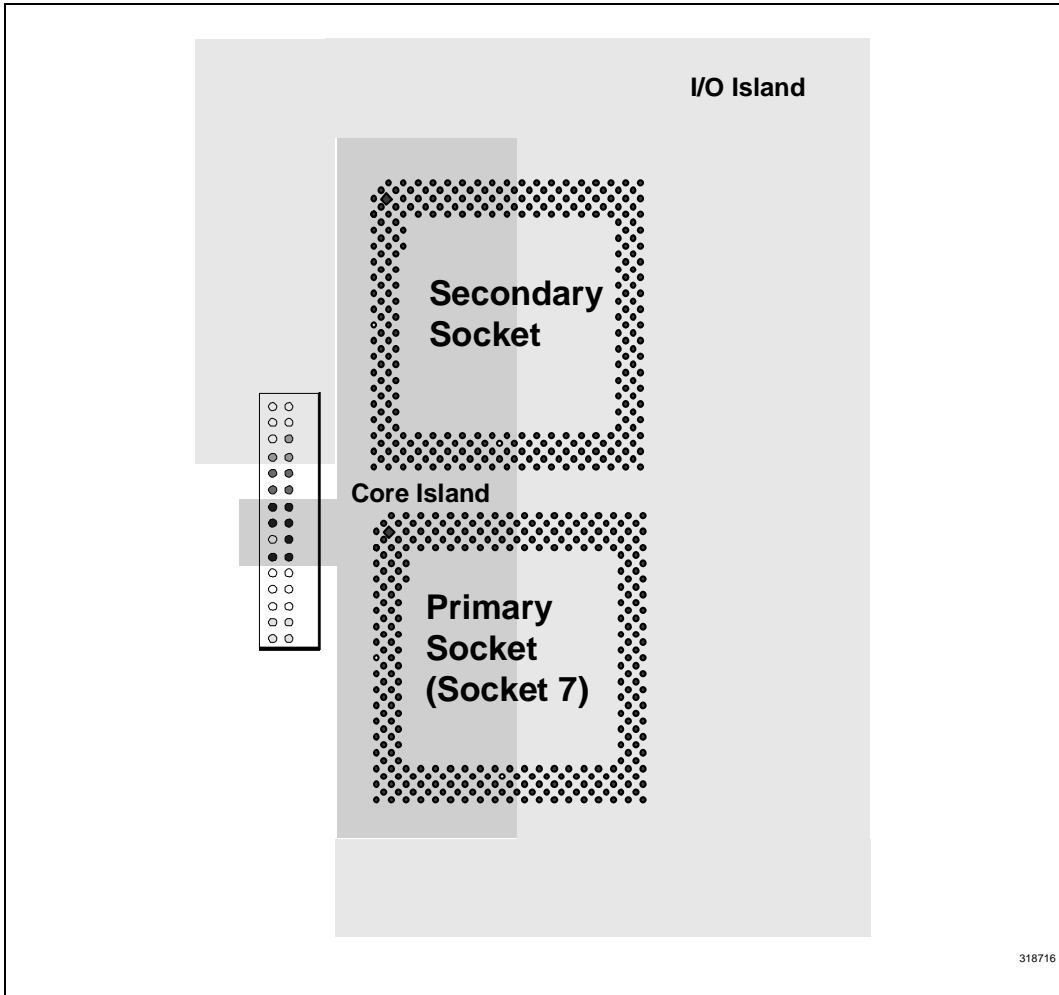 I/O Island
Secondary
Socket
Core Island
Primary
Socket
(Socket 7)
318716